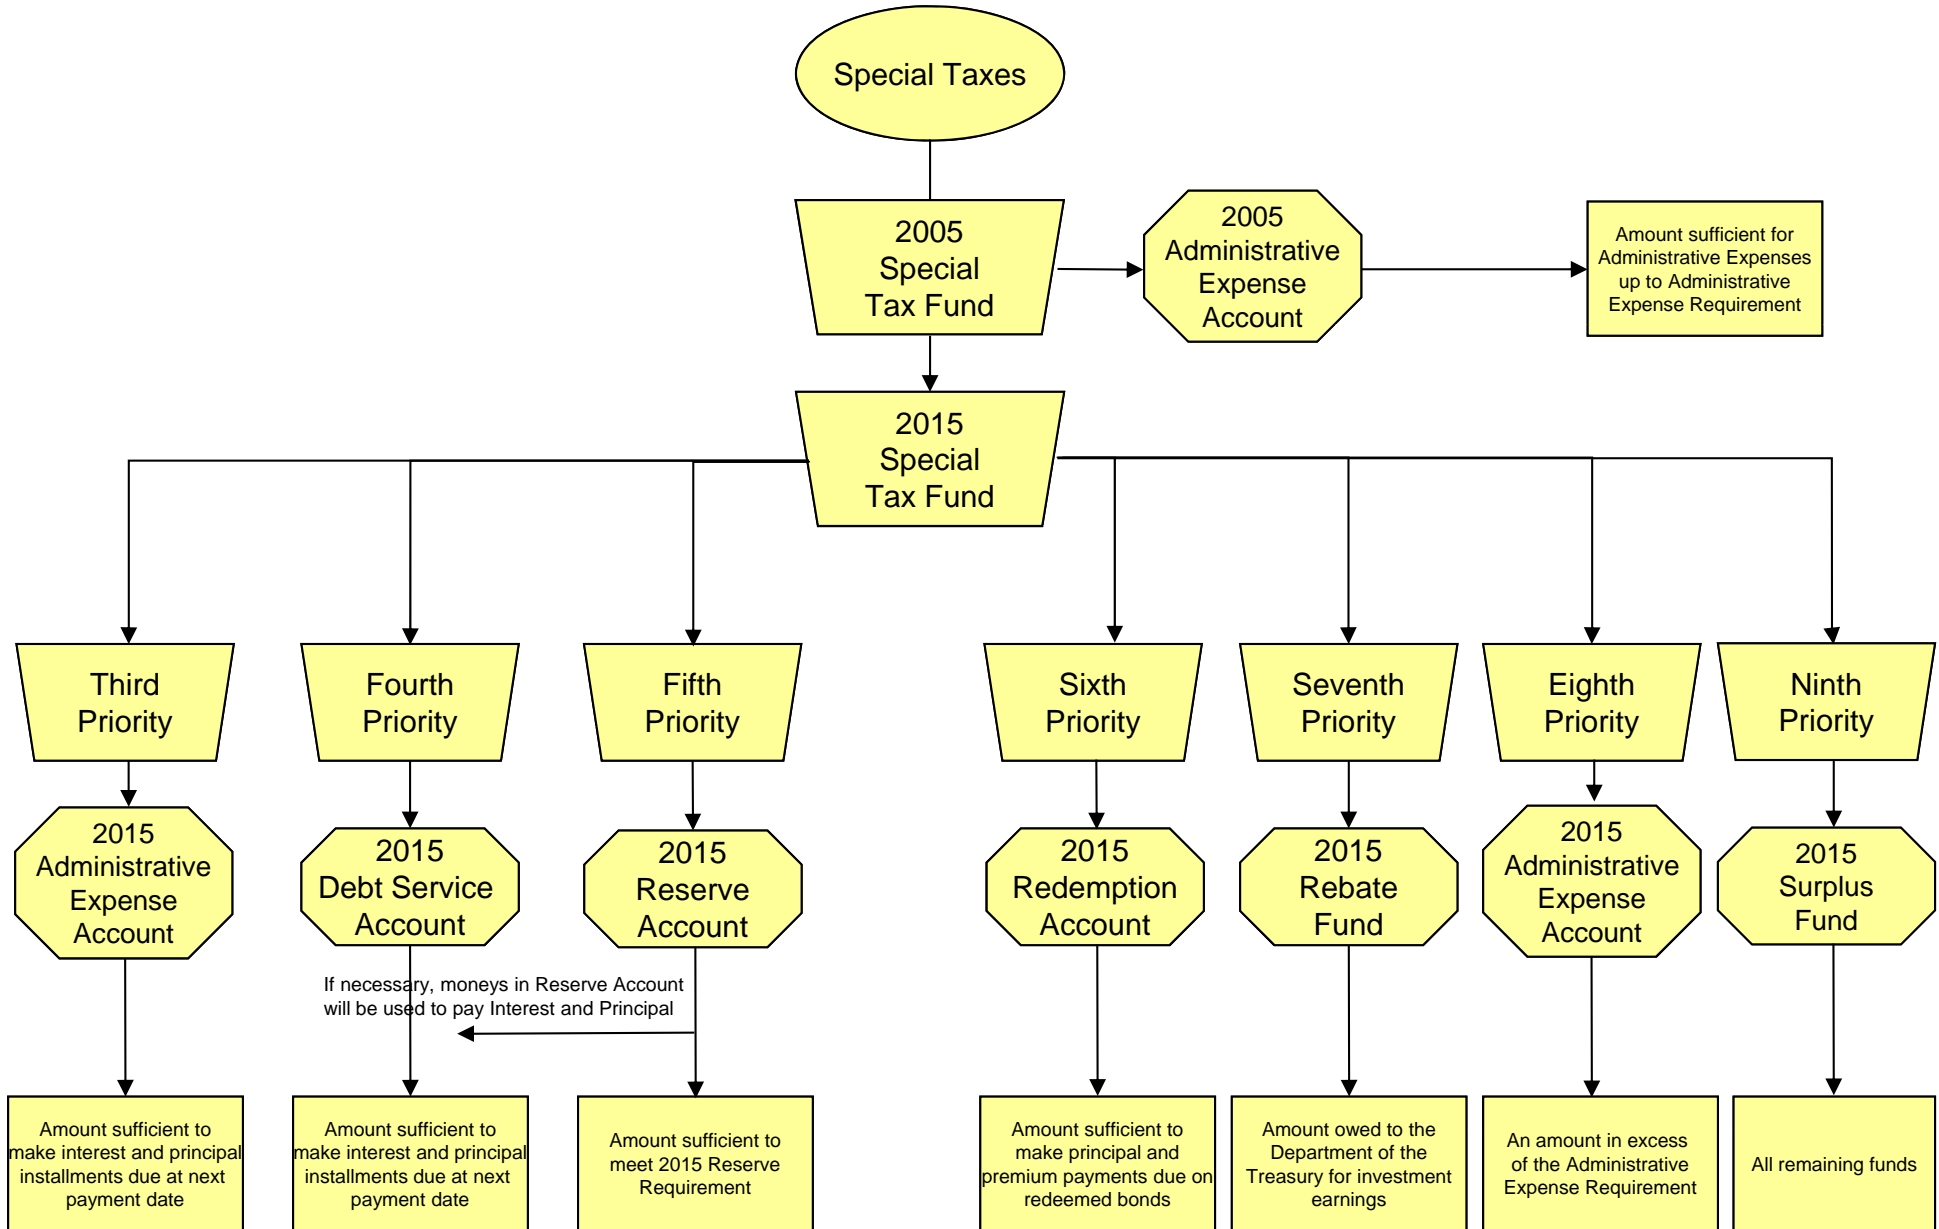 Special Taxes
2005
Special
Tax Fund
2005
Administrative
Expense
Account
Amount sufficient for
Administrative Expenses
up to Administrative
Expense Requirement
2015
Special
Tax Fund
Third
Priority
Fourth
Priority
Fifth
Priority
Sixth
Priority
Seventh
Priority
Eighth
Priority
Ninth
Priority
2015
Administrative
Expense
Account
2015
Debt Service
Account
2015
Reserve
Account
2015
Redemption
Account
2015
Rebate
Fund
2015
Administrative
Expense
Account
2015
Surplus
Fund
If necessary, moneys in Reserve Account
will be used to pay Interest and Principal
Amount sufficient to
make interest and principal
installments due at next
payment date
Amount sufficient to
make interest and principal
installments due at next
payment date
Amount sufficient to
meet 2015 Reserve
Requirement
Amount sufficient to
make principal and
premium payments due on
redeemed bonds
Amount owed to the
Department of the
Treasury for investment
earnings
An amount in excess
of the Administrative
Expense Requirement
All remaining funds